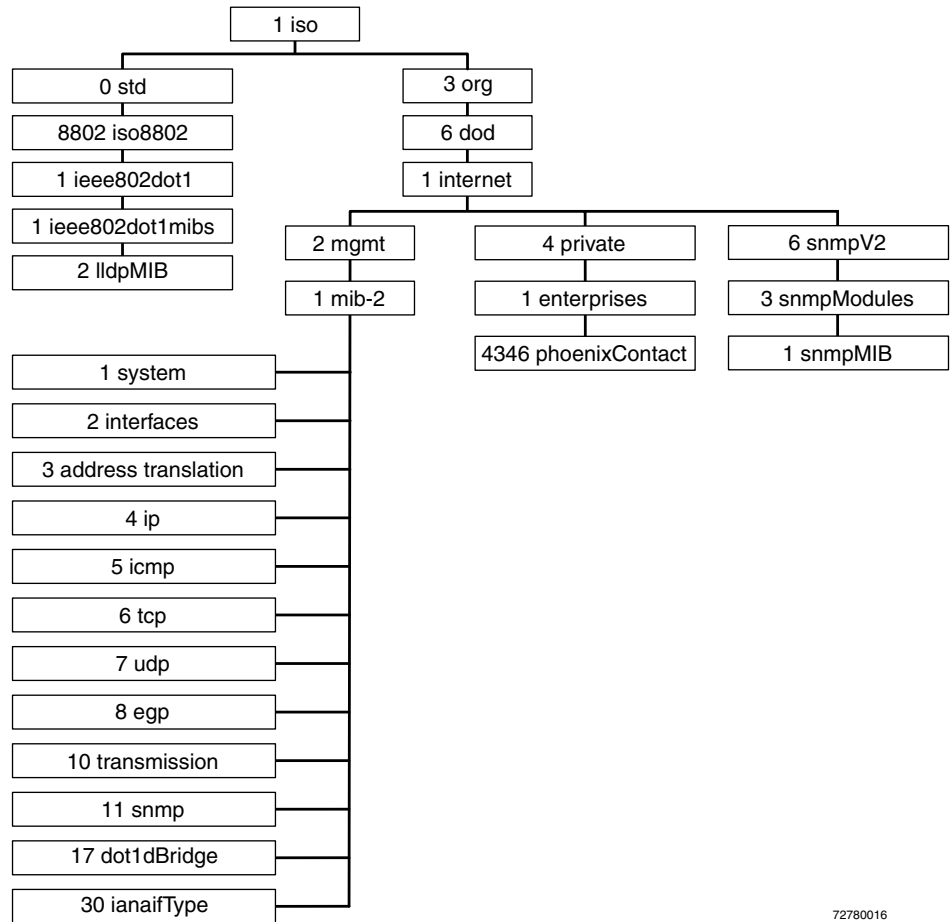 1 iso
0 std
3 org
8802 iso8802
6 dod
1 ieee802dot1
1 internet
1 ieee802dot1mibs
2 mgmt
4 private
6 snmpV2
2 lldpMIB
1 mib-2
1 enterprises
3 snmpModules
4346 phoenixContact
1 snmpMIB
1 system
2 interfaces
3 address translation
4 ip
5 icmp
6 tcp
7 udp
8 egp
10 transmission
11 snmp
17 dot1dBridge
30 ianaifType
72780016